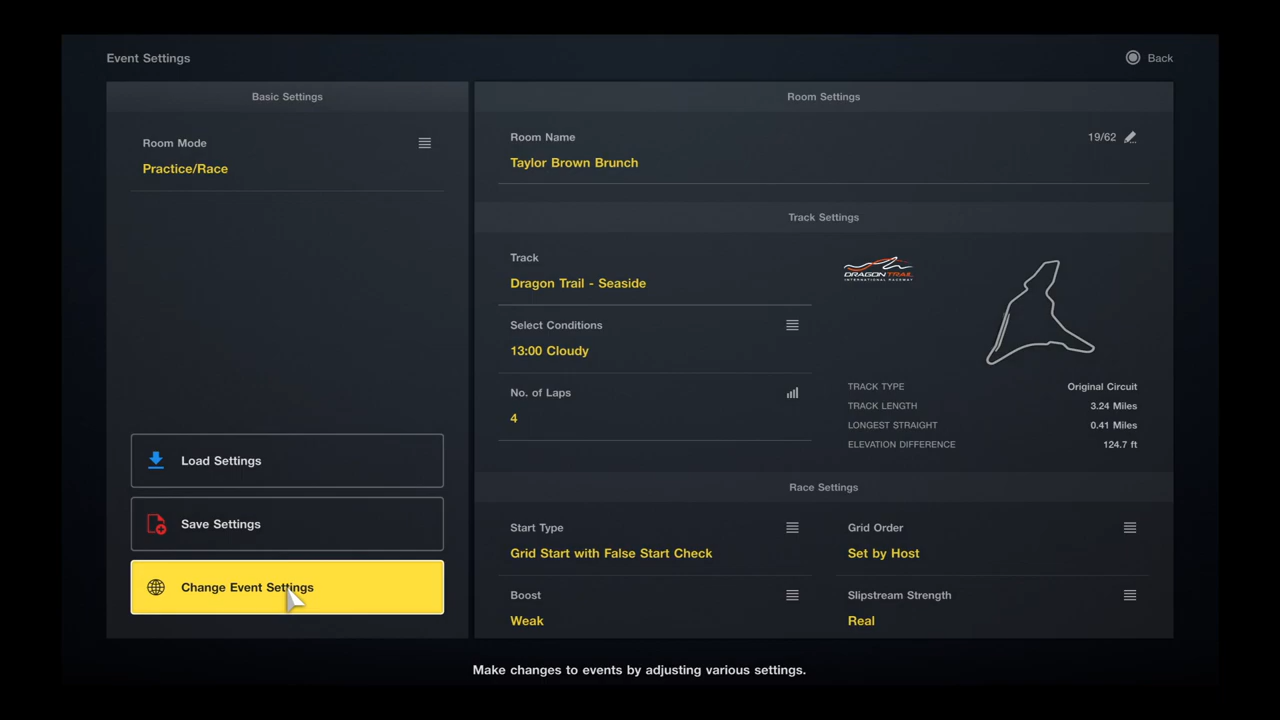 Event Settings
Back
Basic Settings
Room Mode
Practice/Race
Load Settings
Save Settings
Change Event Settings
Room Settings
Room Name
19/62
Taylor Brown Brunch
Track Settings
Track
Dragon Trail - Seaside
Select Conditions
13:00 Cloudy
No. of Laps
4
DRAGON TRAIL
INTERNATIONAL RACEWAY
TRACK TYPE Original Circuit
TRACK LENGTH 3.24 Miles
LONGEST STRAIGHT 0.41 Miles
ELEVATION DIFFERENCE 124.7 ft
Race Settings
Start Type
Grid Start with False Start Check
Grid Order
Set by Host
Boost
Weak
Slipstream Strength
Real
Make changes to events by adjusting various settings.